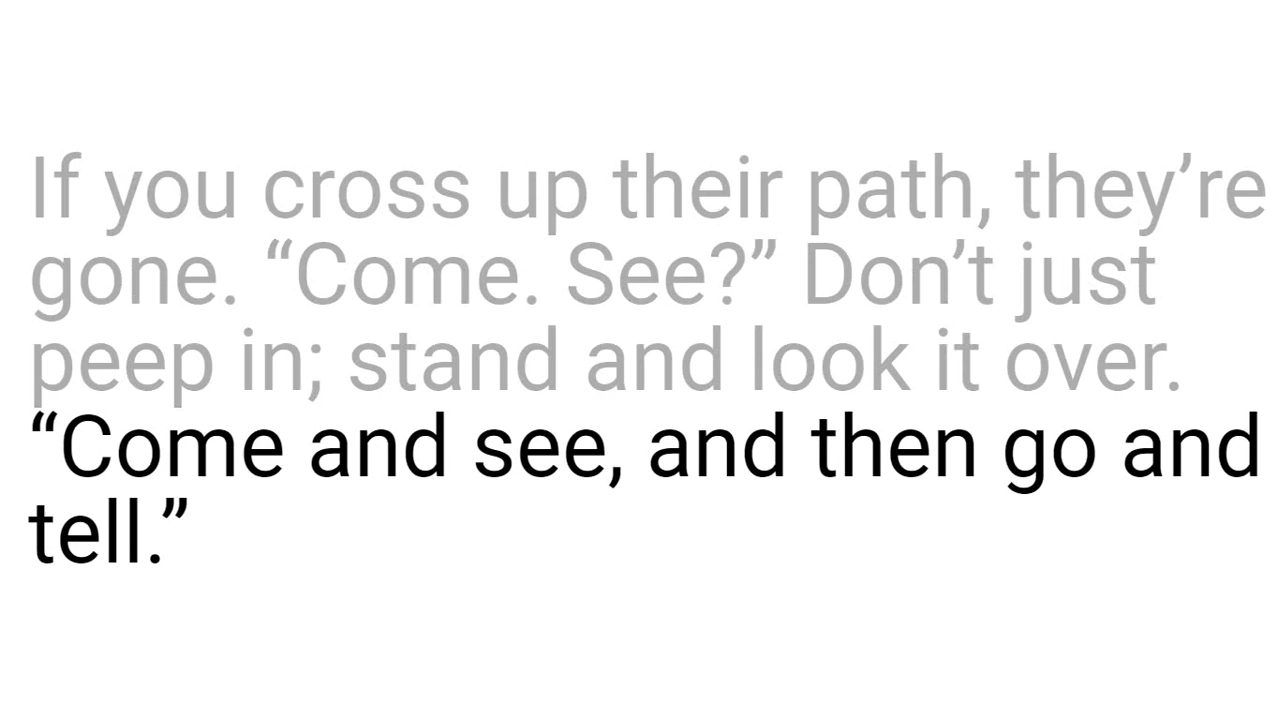 If you cross up their path, they’re
gone. “Come. See?” Don’t just
peep in; stand and look it over.
“Come and see, and then go and
tell.”